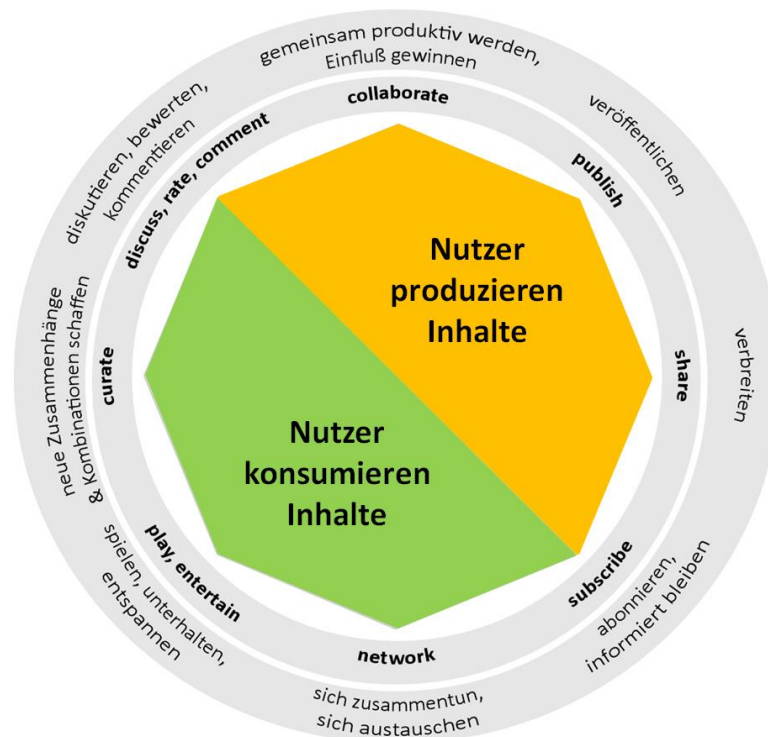 gemeinsam produktiv werden,
Einfluß gewinnen
collaborate
veröffentlichen
publish
verbreiten
share
abonnieren,
informiert bleiben
subscribe
sich zusammentun,
sich austauschen
network
spielen, unterhalten,
entspannen
play, entertain
neue Zusammenhänge
& Kombinationen schaffen
curate
diskutieren, bewerten,
kommentieren
discuss, rate, comment
Nutzer
produzieren
Inhalte
Nutzer
konsumieren
Inhalte